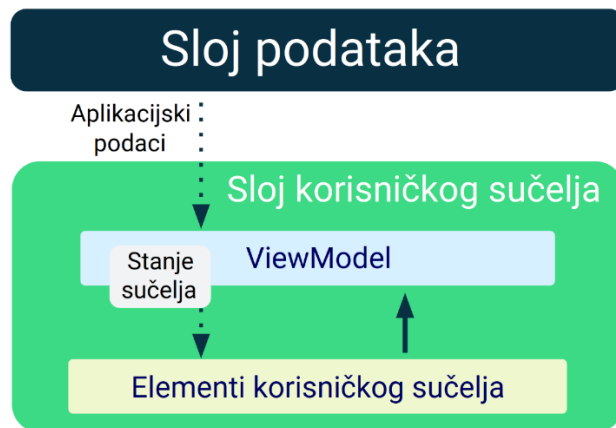 Sloj podataka
Aplikacijski
podaci
Sloj korisničkog sučelja
ViewModel
Stanje
sučelja
Elementi korisničkog sučelja